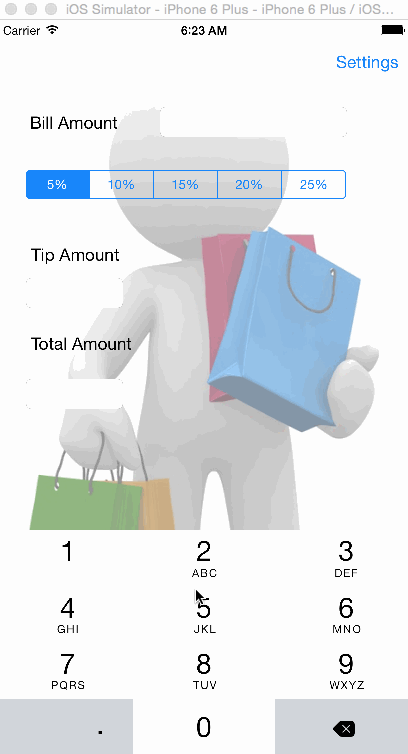 iOS Simulator - iPhone 6 Plus - iPhone 6 Plus / iOS...
Carrier 6:23 AM
Settings
Bill Amount
5% 10% 15% 20% 25%
Tip Amount
Total Amount
1 2 3
ABC DEF
4 5 6
GHI JKL MNO
7 8 9
PQRS TUV WXYZ
. 0